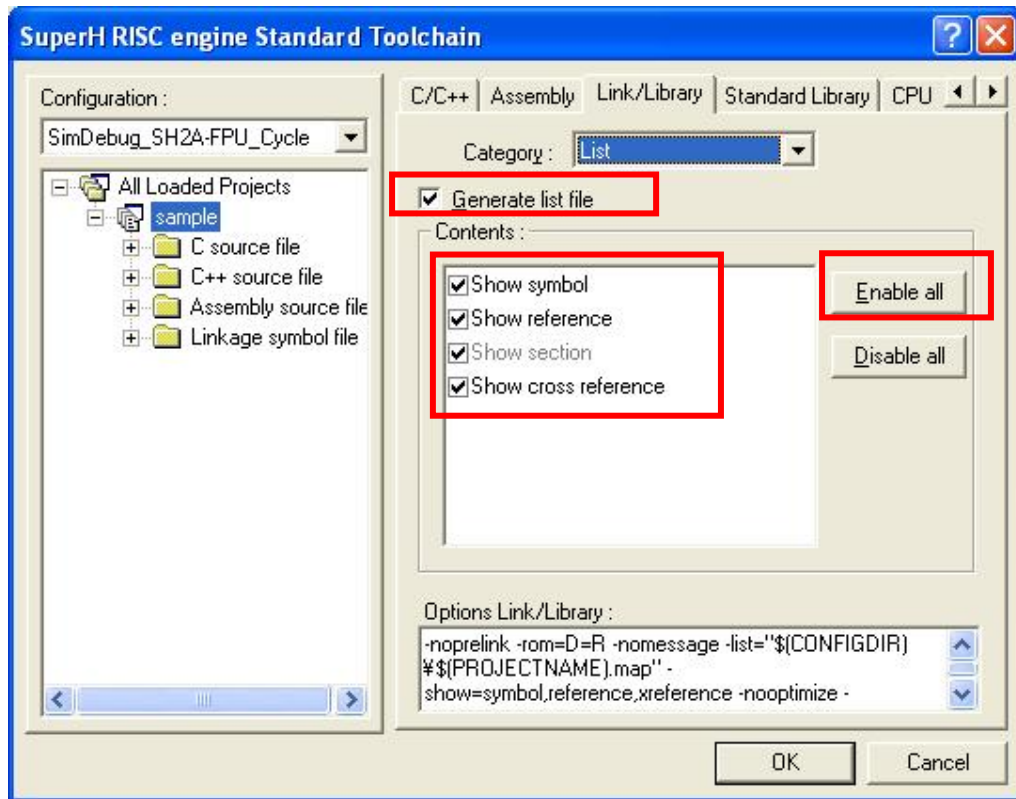 SuperH RISC engine Standard Toolchain
Configuration :
SimDebug_SH2A-FPU_Cycle
All Loaded Projects
sample
C source file
C++ source file
Assembly source file
Linkage symbol file
C/C++ Assembly Link/Library Standard Library CPU
Category : List
Generate list file
Contents :
Show symbol
Show reference
Show section
Show cross reference
Enable all
Disable all
Options Link/Library :
-noprelink -rom=D=R -nomessage -list="$(CONFIGDIR)
¥$(PROJECTNAME).map" -
show=symbol,reference,xreference -nooptimize -
OK Cancel